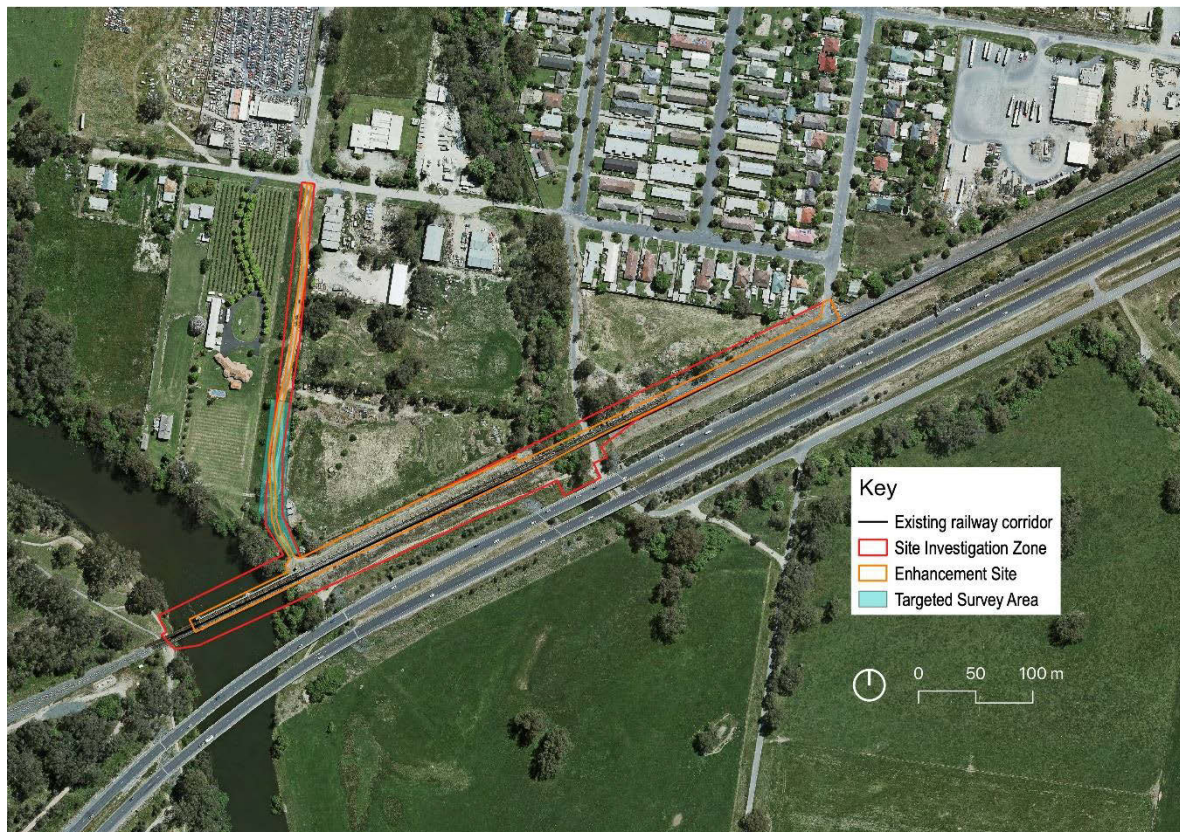 Key
Existing railway corridor
Site Investigation Zone
Enhancement Site
Targeted Survey Area
0 50 100 m